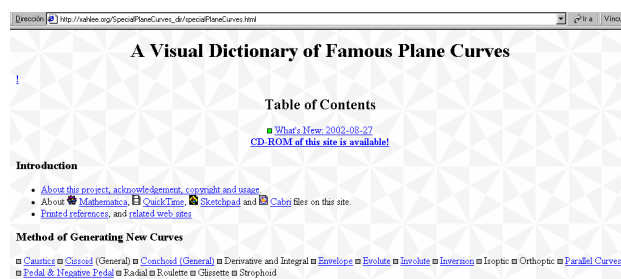 Dirección http://xahlee.org/SpecialPlaneCurves_dir/specialPlaneCurves.html Ir a Víncu
A Visual Dictionary of Famous Plane Curves
!
Table of Contents
What's New: 2002-08-27
CD-ROM of this site is available!
Introduction
About this project, acknowledgement, copyright and usage.
About Mathematica, QuickTime, Sketchpad and Cabri files on this site.
Printed references, and related web sites
Method of Generating New Curves
Caustics Cissoid (General) Conchoid (General) Derivative and Integral Envelope Evolute Involute Inversion Isoptic Orthoptic Parallel Curves
Pedal & Negative Pedal Radial Roulette Glissette Strophoid